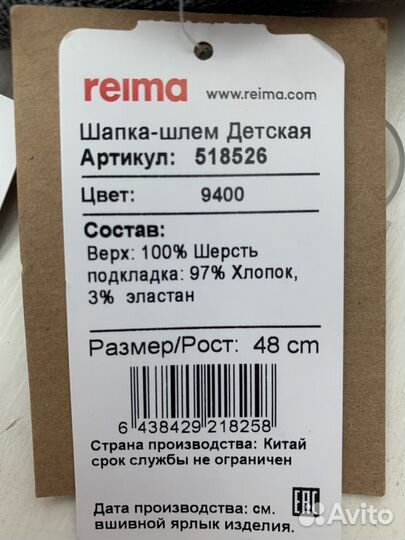 reima www.reima.com
Шапка-шлем Детская
Артикул: 518526
Цвет: 9400
Состав:
Верх: 100% Шерсть
подкладка: 97% Хлопок,
3% эластан
Размер/Рост: 48 cm
6 438429 218258
Страна производства: Китай
срок службы не ограничен
Дата производства: см.
вшивной ярлык изделия.
EAC
Avito